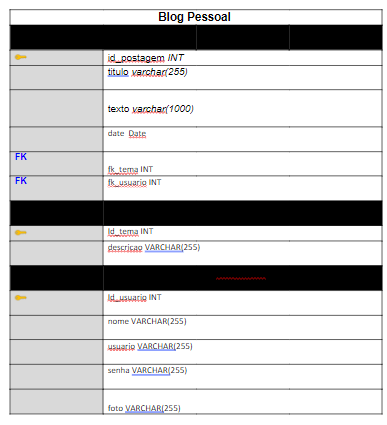 Blog Pessoal
id_postagem INT
titulo varchar(255)
texto varchar(1000)
date Date
FK
fk_tema INT
FK
fk_usuario INT
Id_tema INT
descricao VARCHAR(255)
Id_usuario INT
nome VARCHAR(255)
usuario VARCHAR(255)
senha VARCHAR(255)
foto VARCHAR(255)